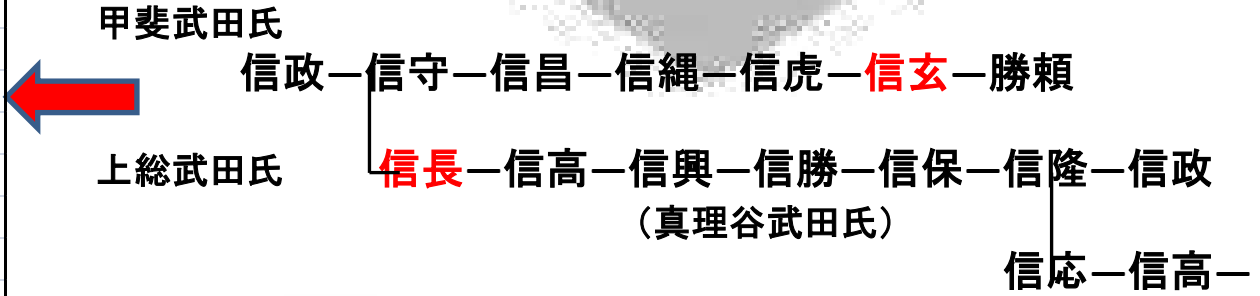 甲斐武田氏
信政―信守―信昌―信縄―信虎―信玄―勝頼
上総武田氏
信長―信高―信興―信勝―信保―信隆―信政
（真理谷武田氏）
信応―信高―